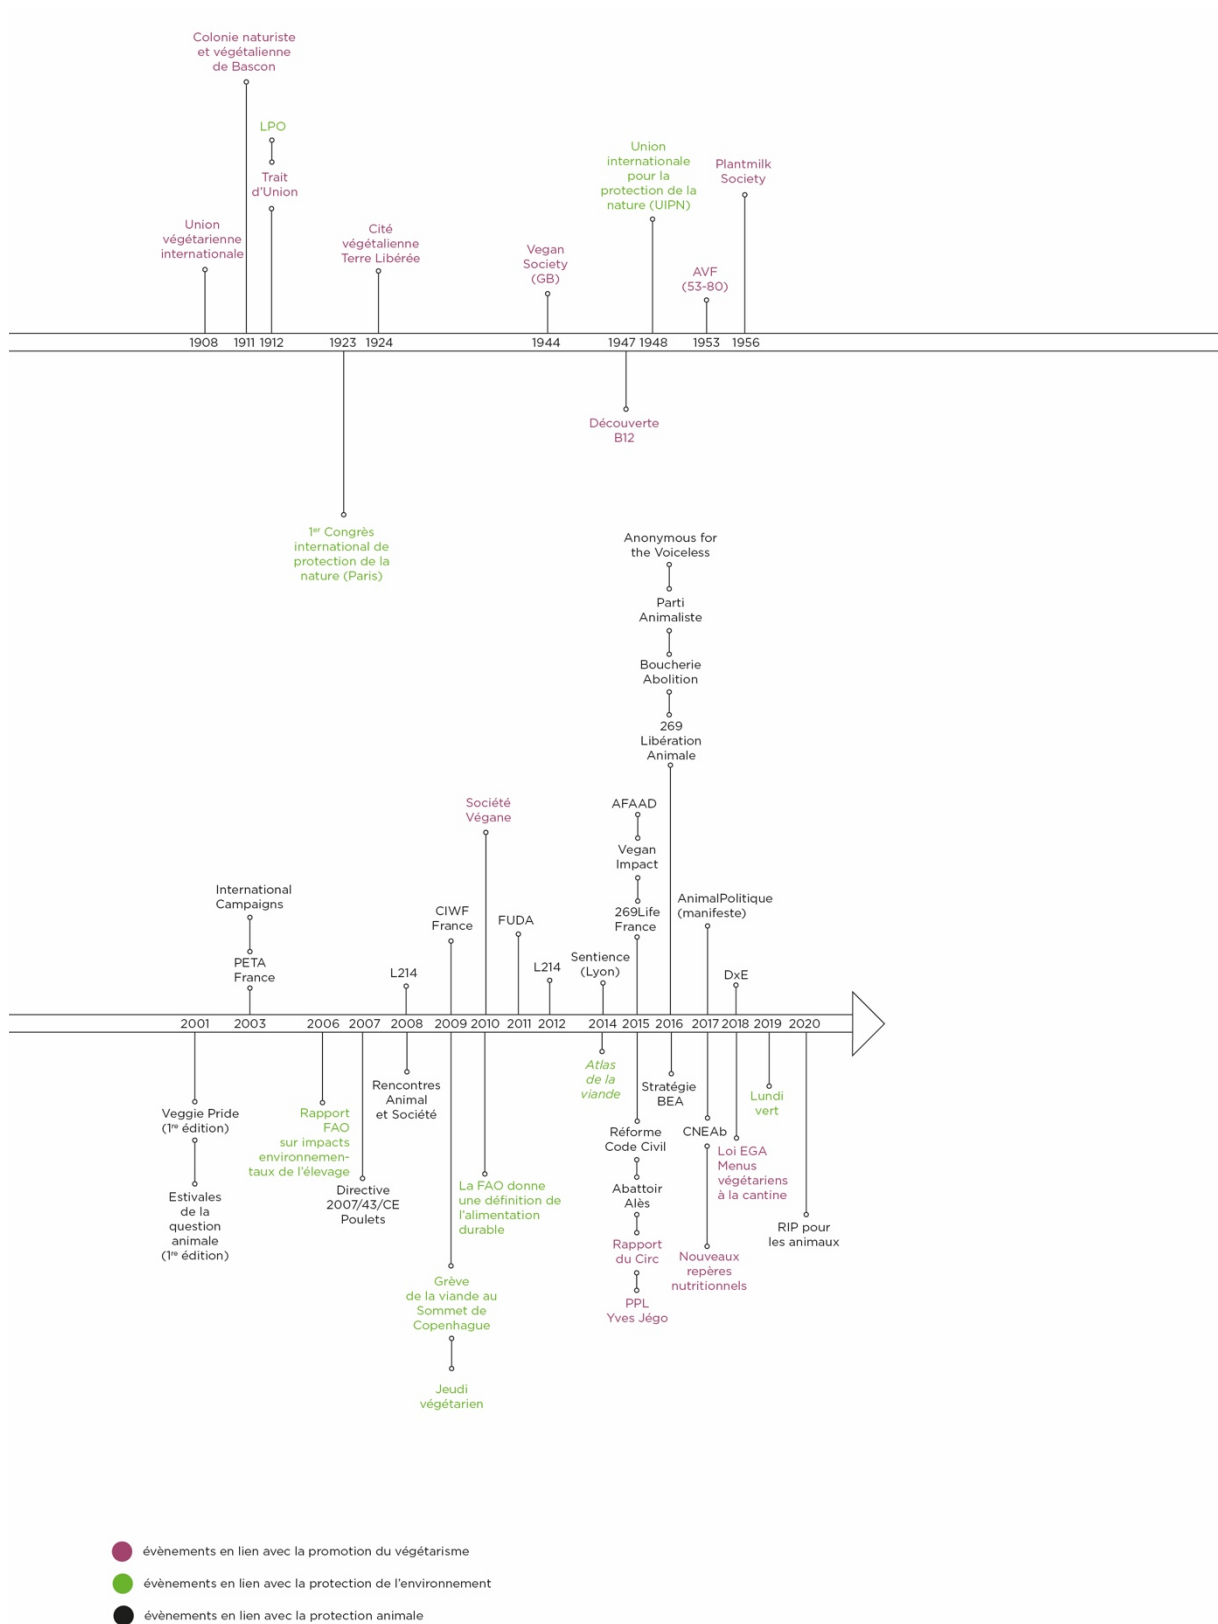 Colonie naturiste
et végétalienne
de Bascon
LPO
Trait
d'Union
Union
végétarienne
internationale
Cité
végétalienne
Terre Libérée
Vegan
Society
(GB)
Union
internationale
pour la
protection de la
nature (UIPN)
AVF
(53-80)
Plantmilk
Society
1908 1911 1912 1923 1924 1944 1947 1948 1953 1956
Découverte
B12
1er Congrès
international de
protection de la
nature (Paris)
Anonymous for
the Voiceless
Parti
Animaliste
Boucherie
Abolition
269
Libération
Animale
Société
Végane
AFAAD
Vegan
Impact
269Life
France
International
Campaigns
PETA
France
L214
CIWF
France
FUDA
L214
Sentience
(Lyon)
AnimalPolitique
(manifeste)
DxE
2001 2003 2006 2007 2008 2009 2010 2011 2012 2014 2015 2016 2017 2018 2019 2020
Veggie Pride
(1re édition)
Estivales
de la
question
animale
(1re édition)
Rapport
FAO
sur impacts
environnemen-
taux de l'élevage
Directive
2007/43/CE
Poulets
Rencontres
Animal
et Société
Grève
de la viande au
Sommet de
Copenhague
Jeudi
végétarien
La FAO donne
une définition de
l'alimentation
durable
Atlas
de la
viande
Réforme
Code Civil
Abattoir
Alès
Rapport
du Circ
PPL
Yves Jégo
Stratégie
BEA
CNEAb
Nouveaux
repères
nutritionnels
Loi EGA
Menus
végétariens
à la cantine
Lundi
vert
RIP pour
les animaux
évènements en lien avec la promotion du végétarisme
évènements en lien avec la protection de l'environnement
évènements en lien avec la protection animale